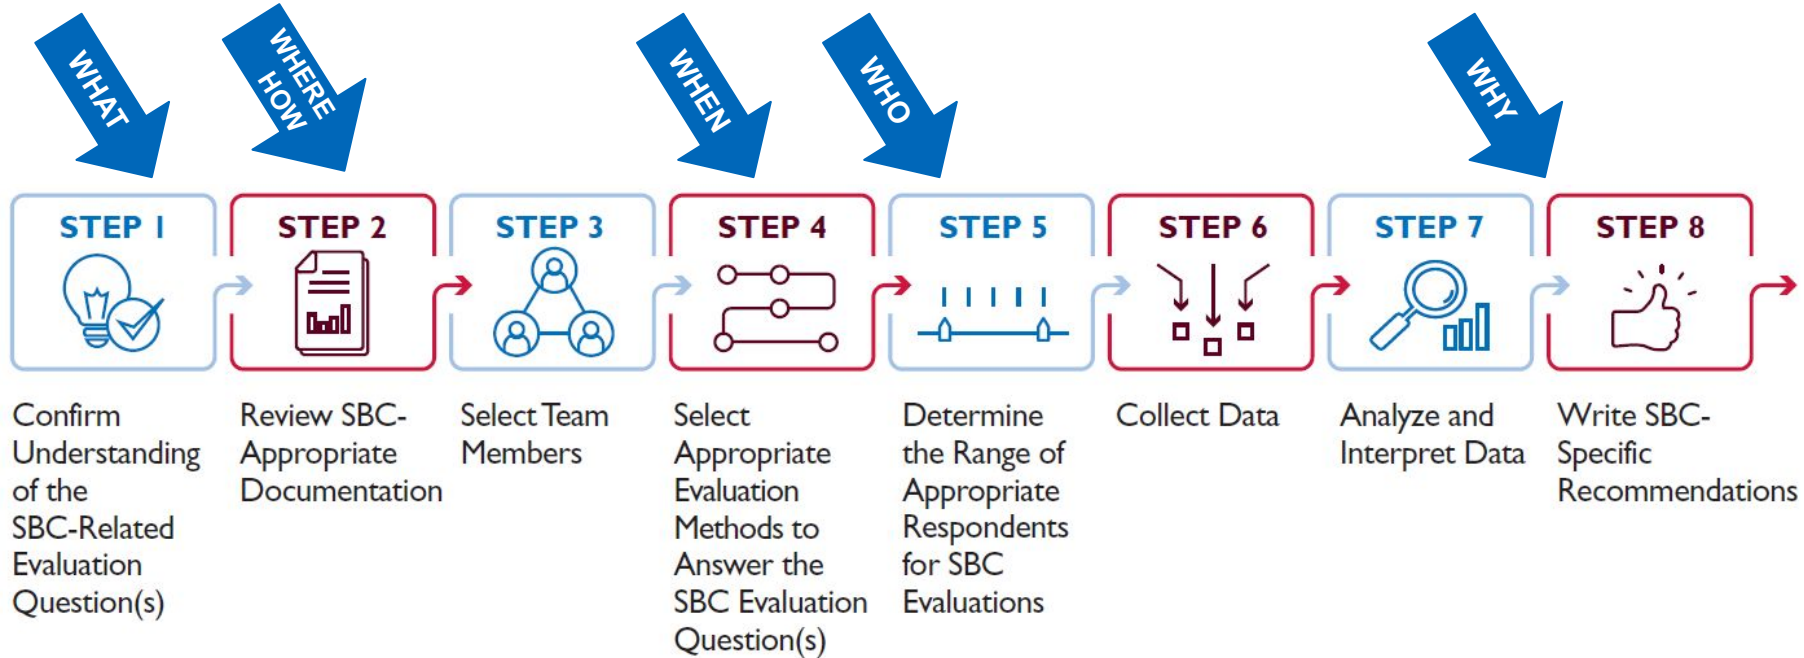 WHAT
WHERE
HOW
WHEN
WHO
WHY
STEP 1
STEP 2
STEP 3
STEP 4
STEP 5
STEP 6
STEP 7
STEP 8
Confirm
Understanding
of the
SBC-Related
Evaluation
Question(s)
Review SBC-
Appropriate
Documentation
Select Team
Members
Select
Appropriate
Evaluation
Methods to
Answer the
SBC Evaluation
Question(s)
Determine
the Range of
Appropriate
Respondents
for SBC
Evaluations
Collect Data
Analyze and
Interpret Data
Write SBC-
Specific
Recommendations